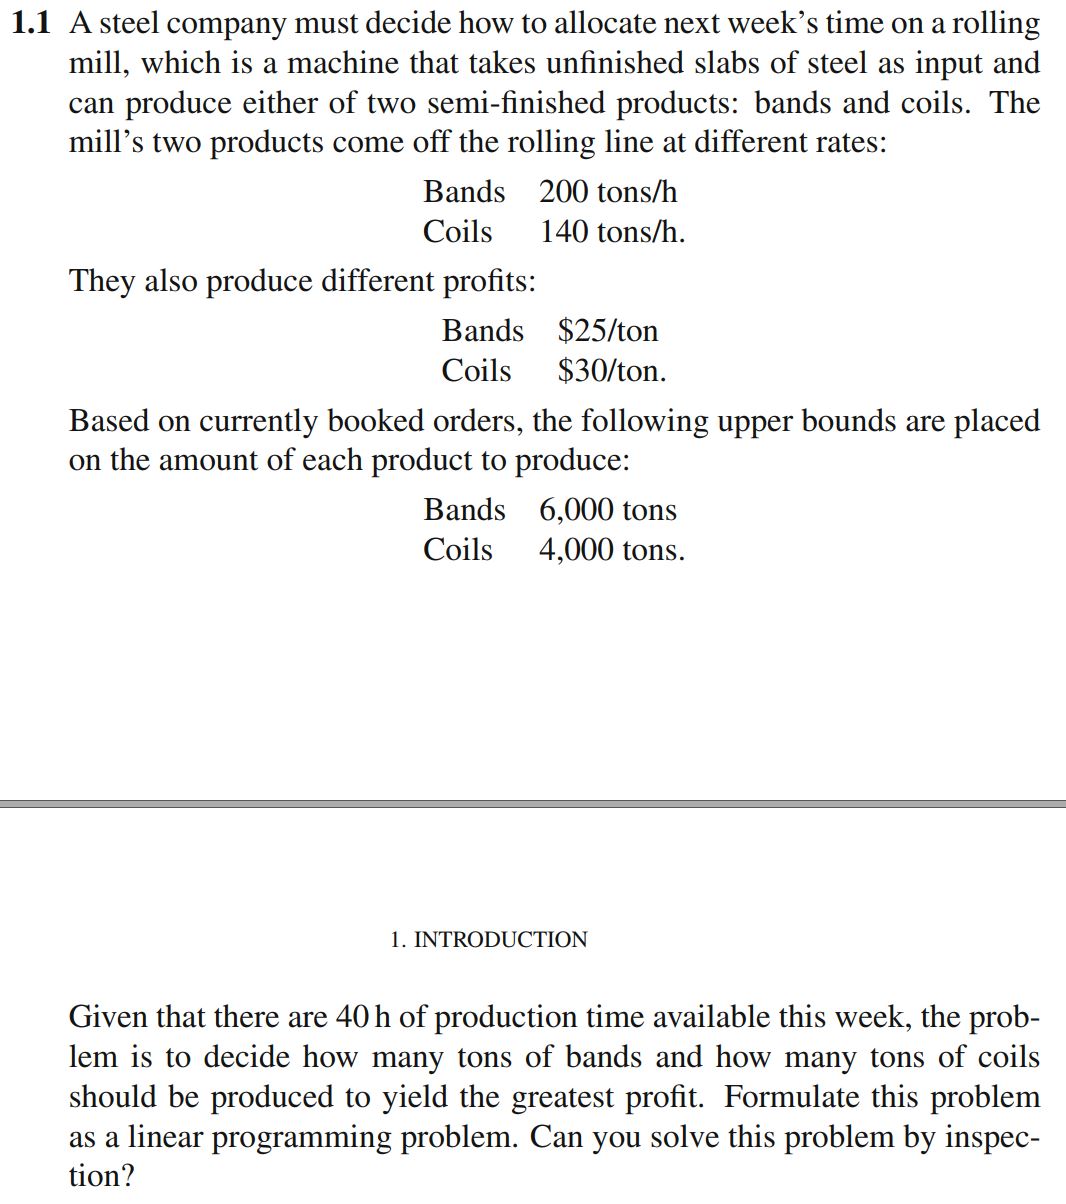 1.1 A steel company must decide how to allocate next week’s time on a rolling
mill, which is a machine that takes unfinished slabs of steel as input and
can produce either of two semi-finished products: bands and coils. The
mill’s two products come off the rolling line at different rates:
Bands 200 tons/h
Coils 140 tons/h.
They also produce different profits:
Bands $25/ton
Coils $30/ton.
Based on currently booked orders, the following upper bounds are placed
on the amount of each product to produce:
Bands 6,000 tons
Coils 4,000 tons.
1. INTRODUCTION
Given that there are 40 h of production time available this week, the prob-
lem is to decide how many tons of bands and how many tons of coils
should be produced to yield the greatest profit. Formulate this problem
as a linear programming problem. Can you solve this problem by inspec-
tion?